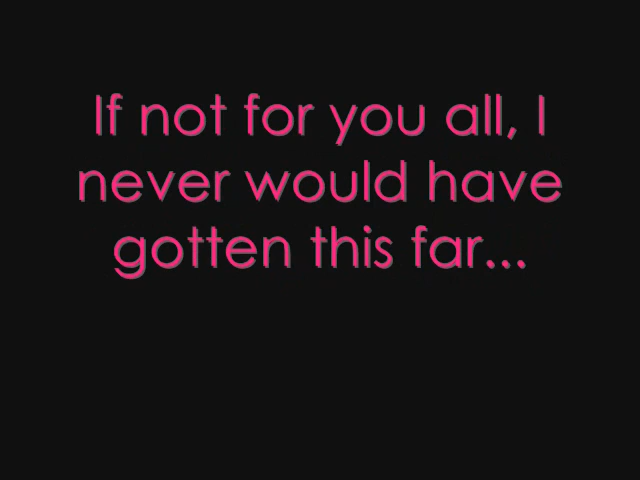 If not for you all, I
never would have
gotten this far...